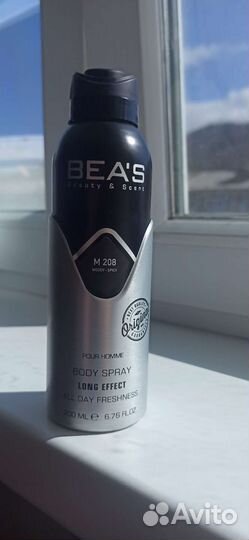 BEA'S
Beauty & Scent
M 208
WOODY - SPICY
Original
POUR HOMME
BODY SPRAY
LONG EFFECT
ALL DAY FRESHNESS
200 ML e 6.76 FL.OZ
Avito